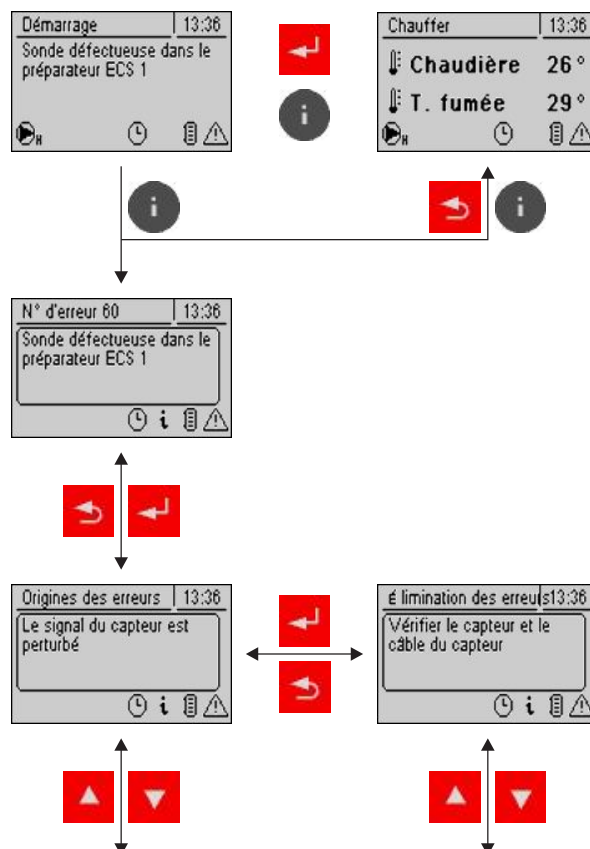 Démarrage 13:36
Sonde défectueuse dans le
préparateur ECS 1
H
i
Chauffer 13:36
Chaudière 26°
T. fumée 29°
H
i
i
N° d'erreur 60 13:36
Sonde défectueuse dans le
préparateur ECS 1
i
Origines des erreurs 13:36
Le signal du capteur est
perturbé
i
É limination des erreurs 13:36
Vérifier le capteur et le
câble du capteur
i